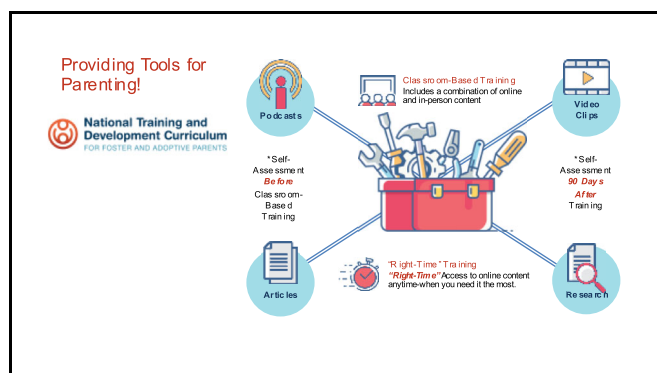 Providing Tools for
Parenting!
National Training and
Development Curriculum
FOR FOSTER AND ADOPTIVE PARENTS
Podcasts
Classroom-Based Training
Includes a combination of online
and in-person content
Video
Clips
*Self-
Assessment
Before
Classroom-
Based
Training
*Self-
Assessment
90 Days
After
Training
Articles
"Right-Time" Training
"Right-Time" Access to online content
anytime-when you need it the most.
Research